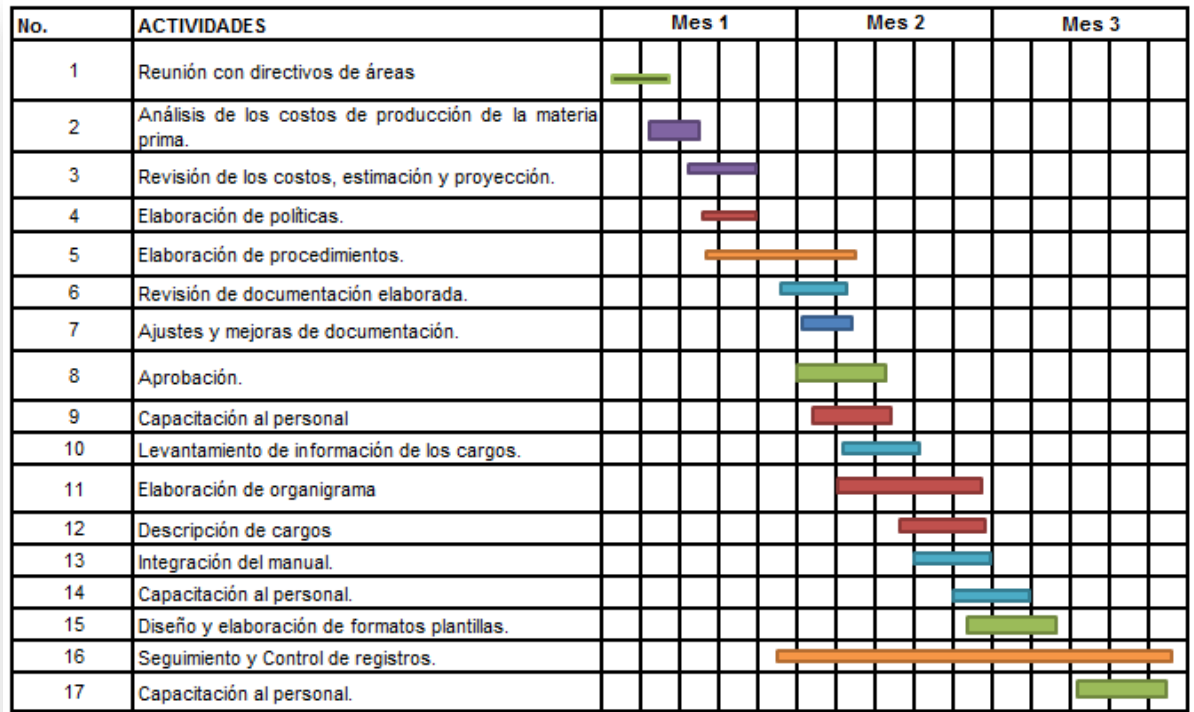 No. ACTIVIDADES Mes 1 Mes 2 Mes 3
1 Reunión con directivos de áreas
2 Análisis de los costos de producción de la materia
prima.
3 Revisión de los costos, estimación y proyección.
4 Elaboración de políticas.
5 Elaboración de procedimientos.
6 Revisión de documentación elaborada.
7 Ajustes y mejoras de documentación.
8 Aprobación.
9 Capacitación al personal
10 Levantamiento de información de los cargos.
11 Elaboración de organigrama
12 Descripción de cargos
13 Integración del manual.
14 Capacitación al personal.
15 Diseño y elaboración de formatos plantillas.
16 Seguimiento y Control de registros.
17 Capacitación al personal.